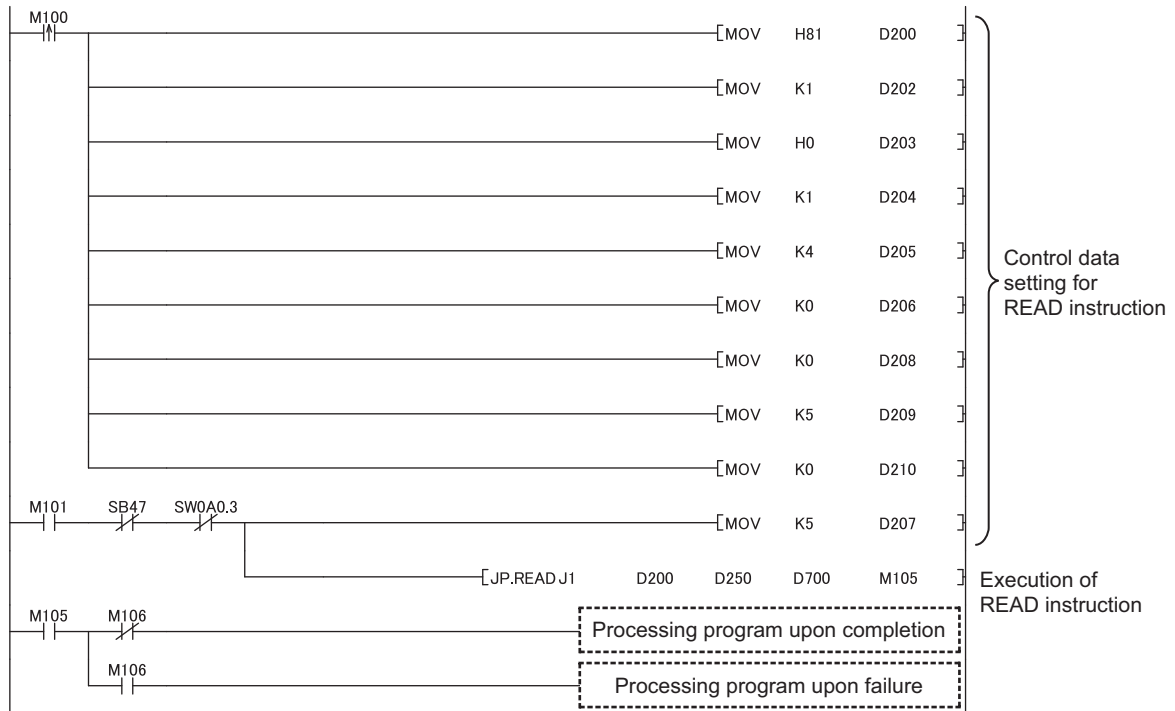 M100
[MOV H81 D200 ]
[MOV K1 D202 ]
[MOV H0 D203 ]
[MOV K1 D204 ]
[MOV K4 D205 ]
Control data
setting for
READ instruction
[MOV K0 D206 ]
[MOV K0 D208 ]
[MOV K5 D209 ]
[MOV K0 D210 ]
M101 SB47 SW0A0.3
[MOV K5 D207 ]
[JP.READ J1 D200 D250 D700 M105 ]
Execution of
READ instruction
M105 M106
Processing program upon completion
M106
Processing program upon failure